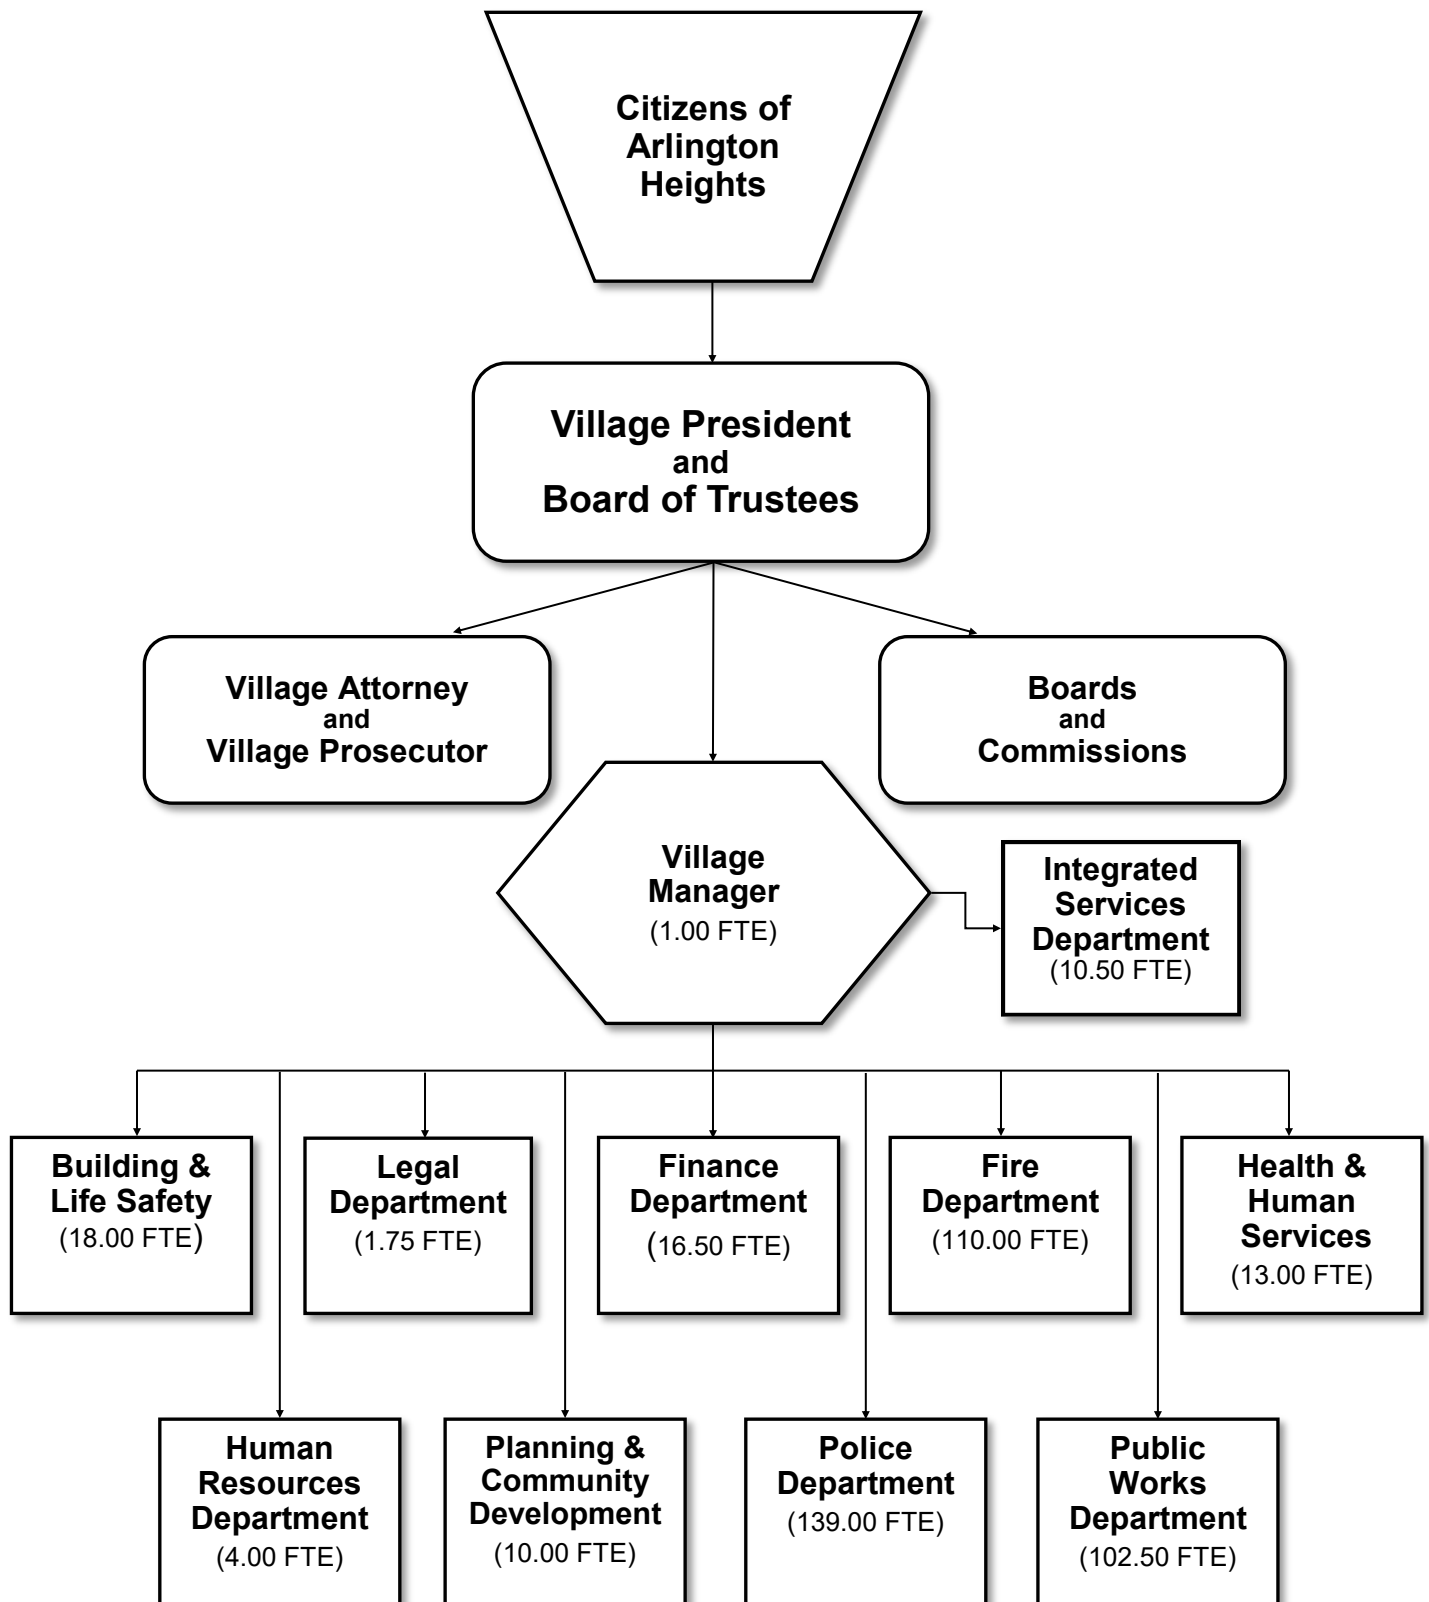 Citizens of
Arlington
Heights
Village President
and
Board of Trustees
Village Attorney
and
Village Prosecutor
Boards
and
Commissions
Village
Manager
(1.00 FTE)
Integrated
Services
Department
(10.50 FTE)
Building &
Life Safety
(18.00 FTE)
Legal
Department
(1.75 FTE)
Finance
Department
(16.50 FTE)
Fire
Department
(110.00 FTE)
Health &
Human
Services
(13.00 FTE)
Human
Resources
Department
(4.00 FTE)
Planning &
Community
Development
(10.00 FTE)
Police
Department
(139.00 FTE)
Public
Works
Department
(102.50 FTE)